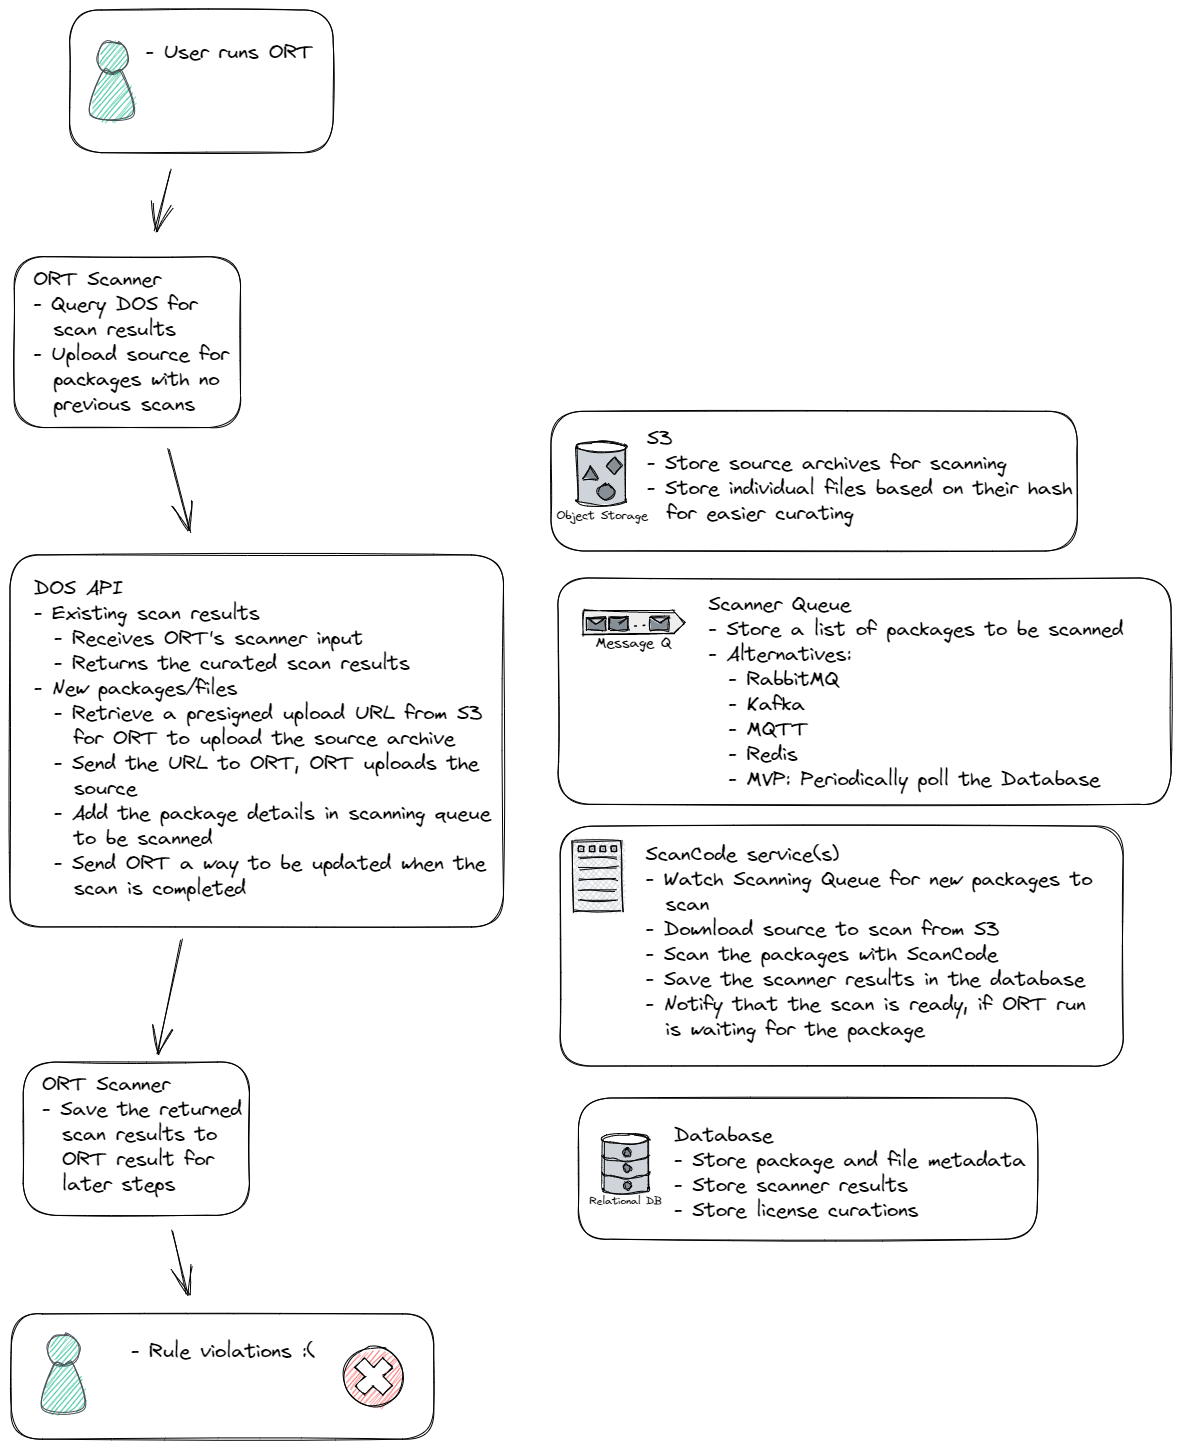 - User runs ORT
ORT Scanner
- Query DOS for
scan results
- Upload source for
packages with no
previous scans
DOS API
- Existing scan results
- Receives ORT's scanner input
- Returns the curated scan results
- New packages/files
- Retrieve a presigned upload URL from S3
for ORT to upload the source archive
- Send the URL to ORT, ORT uploads the
source
- Add the package details in scanning queue
to be scanned
- Send ORT a way to be updated when the
scan is completed
ORT Scanner
- Save the returned
scan results to
ORT result for
later steps
- Rule violations :(
S3
- Store source archives for scanning
- Store individual files based on their hash
for easier curating
Object Storage
Scanner Queue
- Store a list of packages to be scanned
- Alternatives:
- RabbitMQ
- Kafka
- MQTT
- Redis
- MVP: Periodically poll the Database
Message Q
ScanCode service(s)
- Watch Scanning Queue for new packages to
scan
- Download source to scan from S3
- Scan the packages with ScanCode
- Save the scanner results in the database
- Notify that the scan is ready, if ORT run
is waiting for the package
Database
- Store package and file metadata
- Store scanner results
- Store license curations
Relational DB